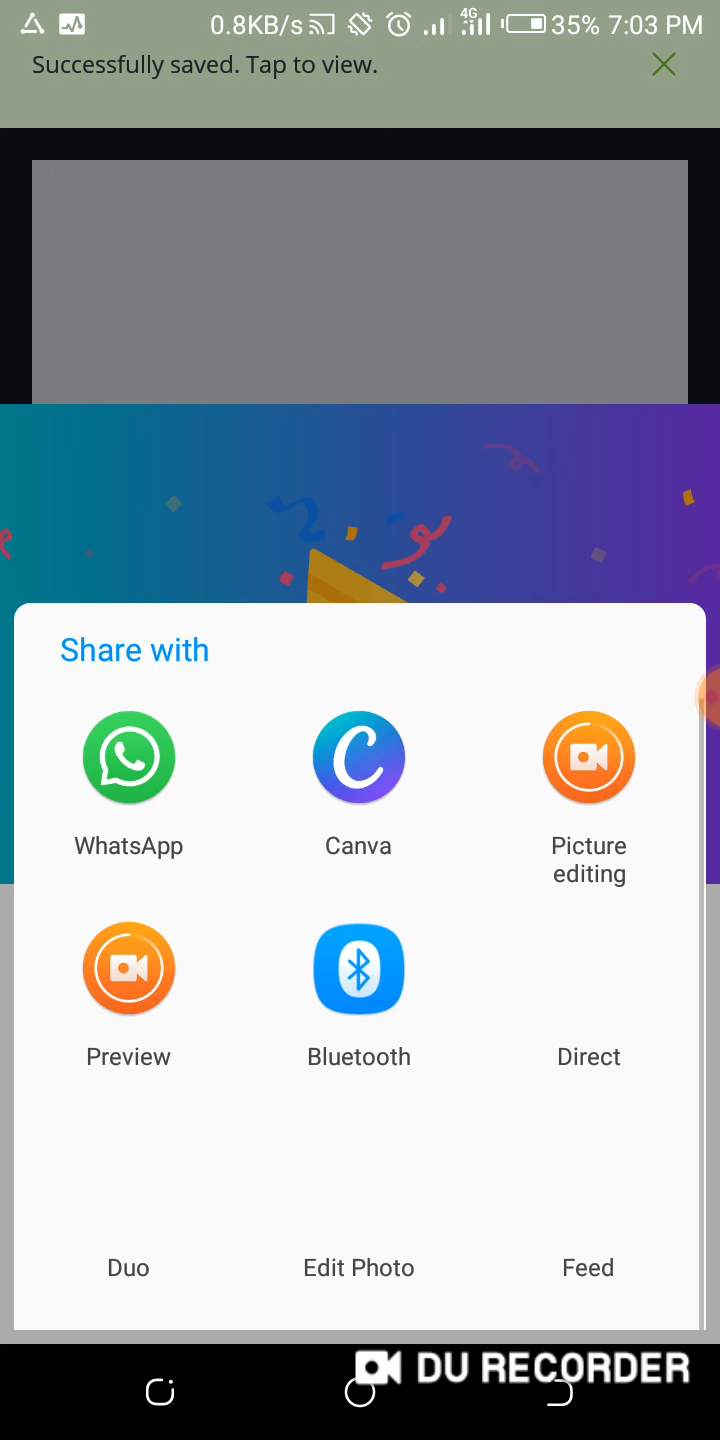 0.8KB/s 4G 35% 7:03 PM
Successfully saved. Tap to view.
Share with
WhatsApp
Canva
Picture
editing
Preview
Bluetooth
Direct
Duo
Edit Photo
Feed
DU RECORDER